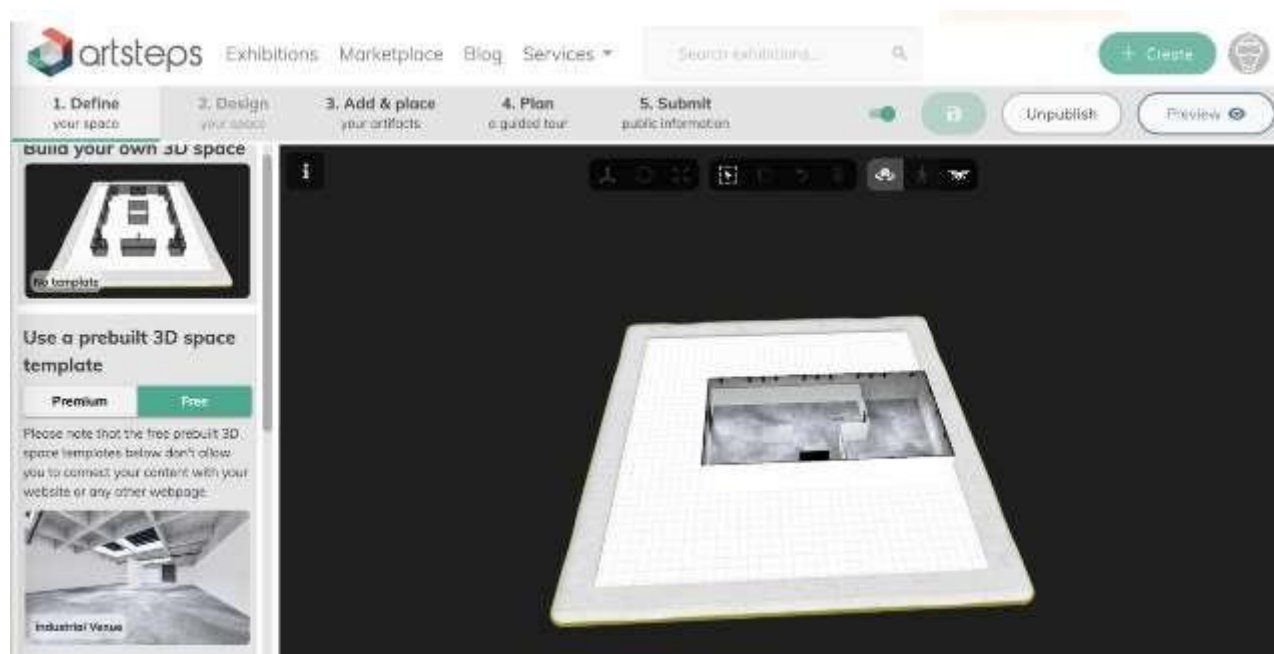 artsteps
Exhibitions Marketplace Blog Services
Search exhibitions...
+ Create
1. Define
your space
2. Design
your space
3. Add & place
your artifacts
4. Plan
a guided tour
5. Submit
public information
Unpublish
Preview
Build your own 3D space
No template
Use a prebuilt 3D space
template
Premium
Free
Please note that the free prebuilt 3D
space templates below don't allow
you to connect your content with your
website or any other webpage.
Industrial Venue